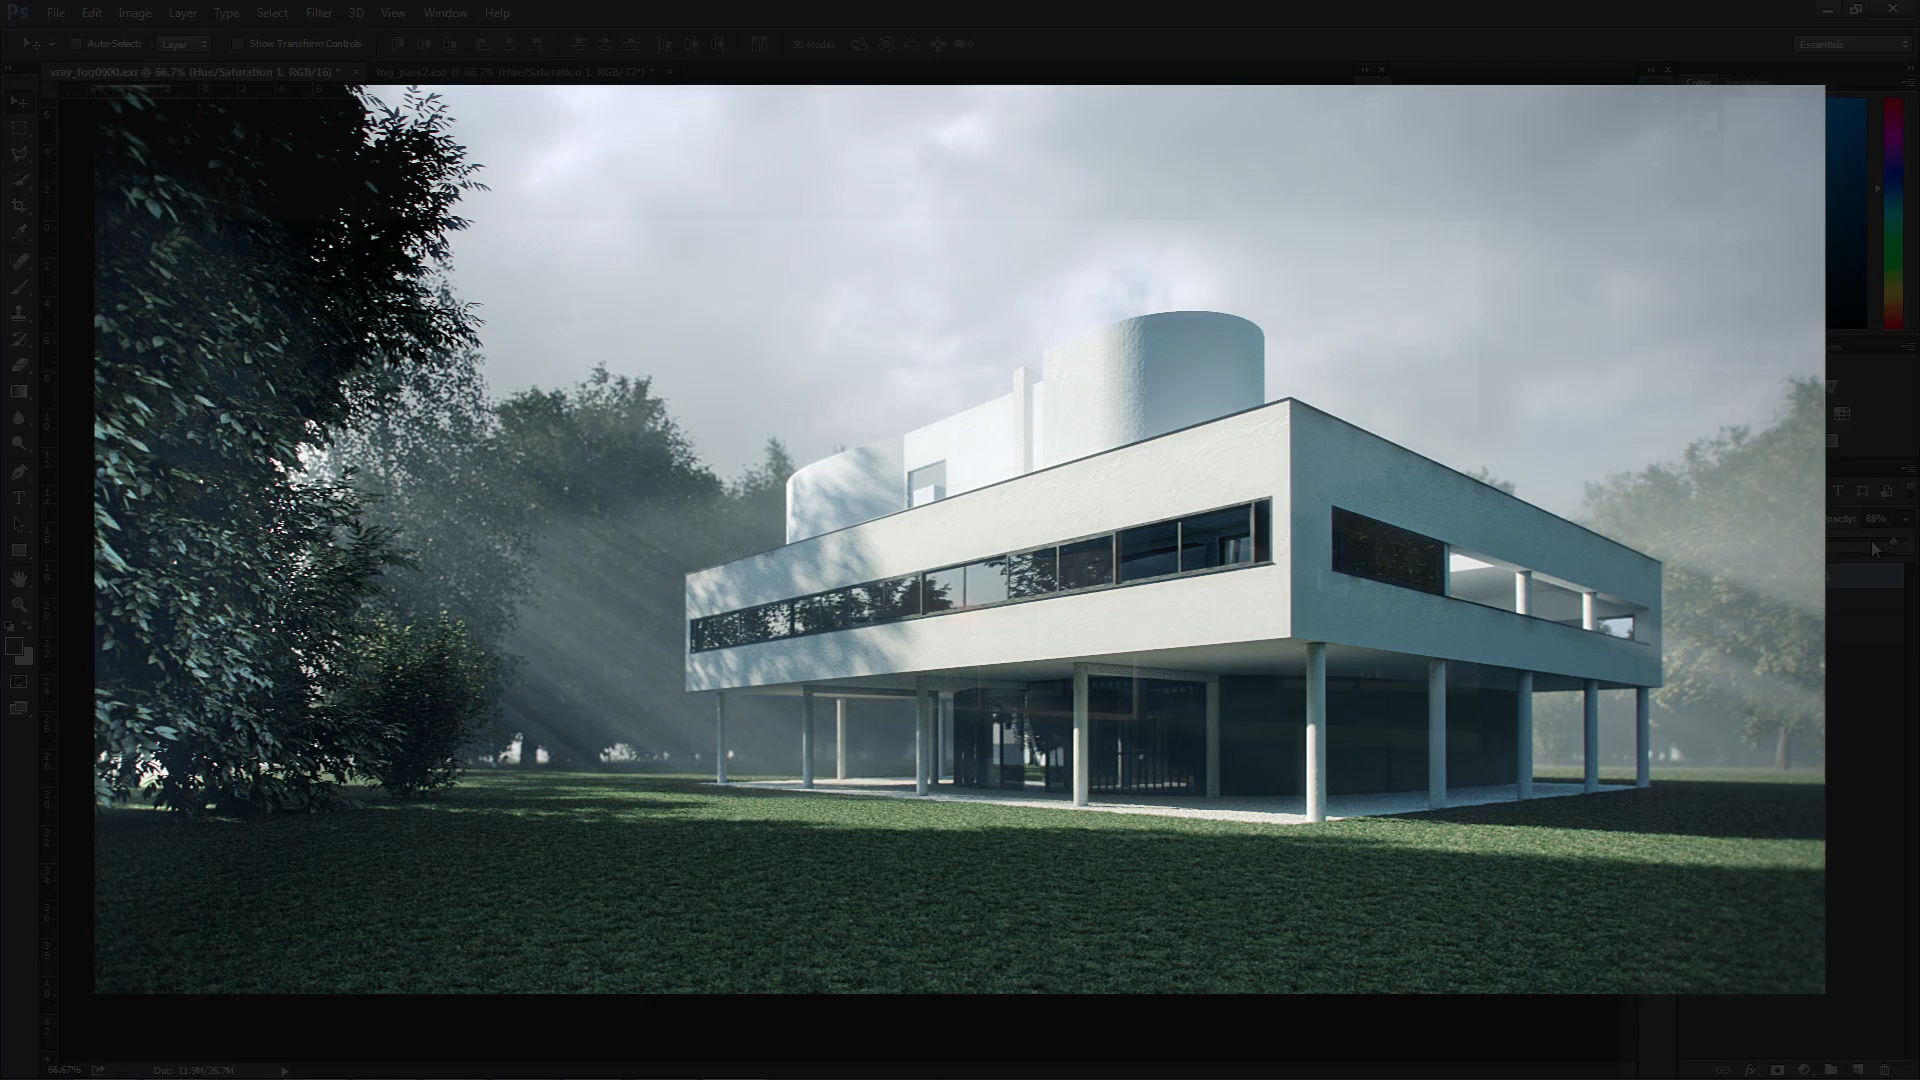 Ps File Edit Image Layer Type Select Filter 3D View Window Help
Auto-Select: Layer Show Transform Controls 3D Mode: Essentials
vray_fog0000.exr @ 66.7% (Hue/Saturation 1, RGB/16) * × fog_pass2.exr @ 66.7% (Hue/Saturation 1, RGB/32*) * ×
Color
pacity: 88%
66.67% Doc: 11.9M/26.7M